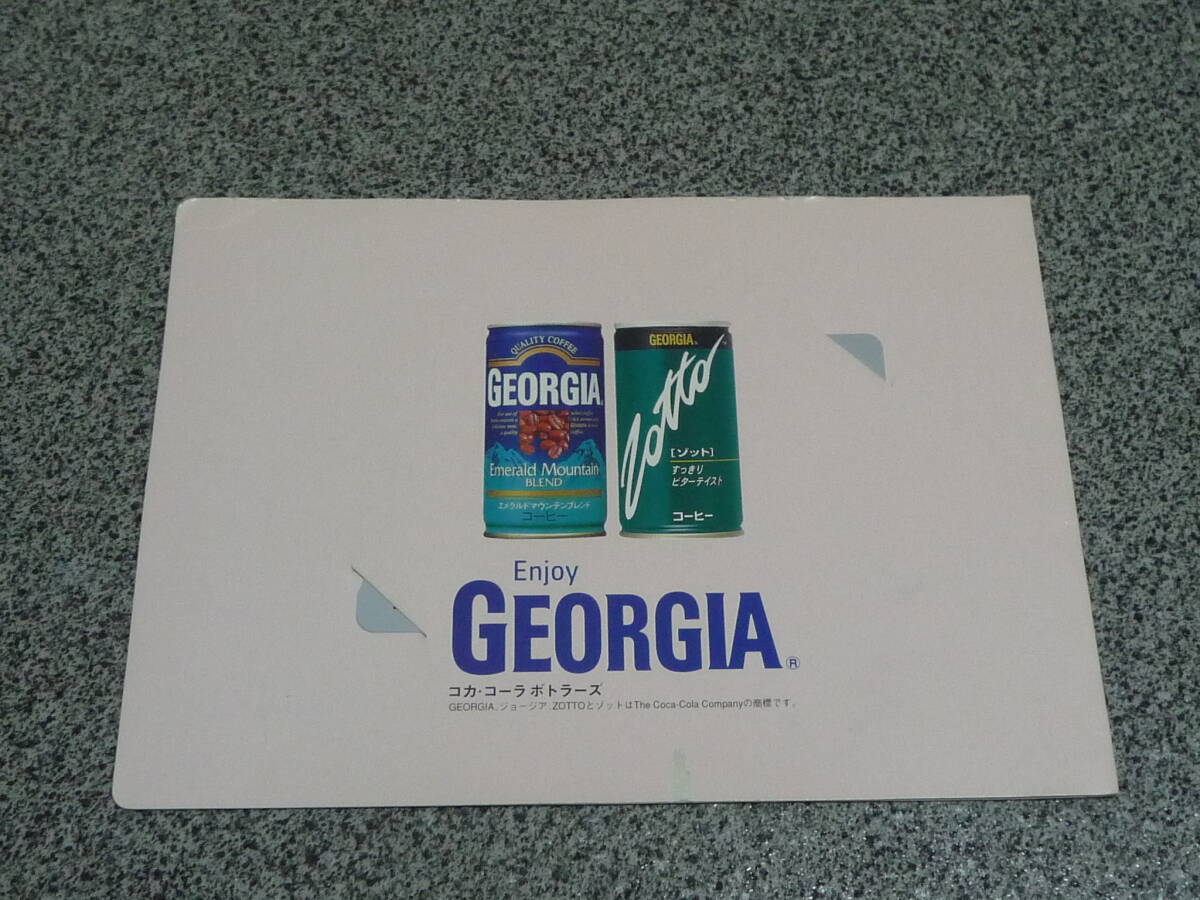 QUALITY COFFEE
GEORGIA
Emerald Mountain
BLEND
エメラルドマウンテンブレンド
コーヒー
GEORGIA
Zotto
[ゾット]
すっきり
ビターテイスト
コーヒー
Enjoy
GEORGIA®
コカ・コーラ ボトラーズ
GEORGIA、ジョージア ZOTTOとゾットはThe Coca-Cola Companyの商標です。